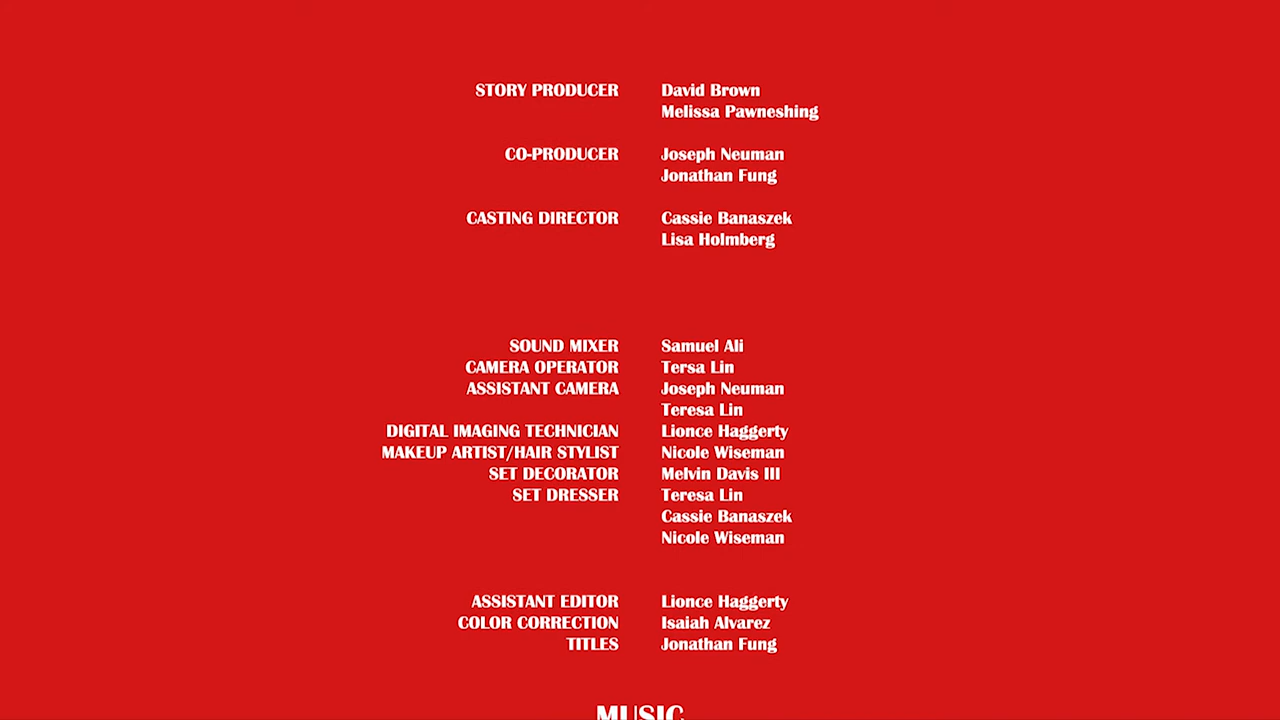 STORY PRODUCER David Brown
Melissa Pawneshing
CO-PRODUCER Joseph Neuman
Jonathan Fung
CASTING DIRECTOR Cassie Banaszek
Lisa Holmberg
SOUND MIXER Samuel Ali
CAMERA OPERATOR Tersa Lin
ASSISTANT CAMERA Joseph Neuman
Teresa Lin
DIGITAL IMAGING TECHNICIAN Lionce Haggerty
MAKEUP ARTIST/HAIR STYLIST Nicole Wiseman
SET DECORATOR Melvin Davis III
SET DRESSER Teresa Lin
Cassie Banaszek
Nicole Wiseman
ASSISTANT EDITOR Lionce Haggerty
COLOR CORRECTION Isaiah Alvarez
TITLES Jonathan Fung
MUSIC